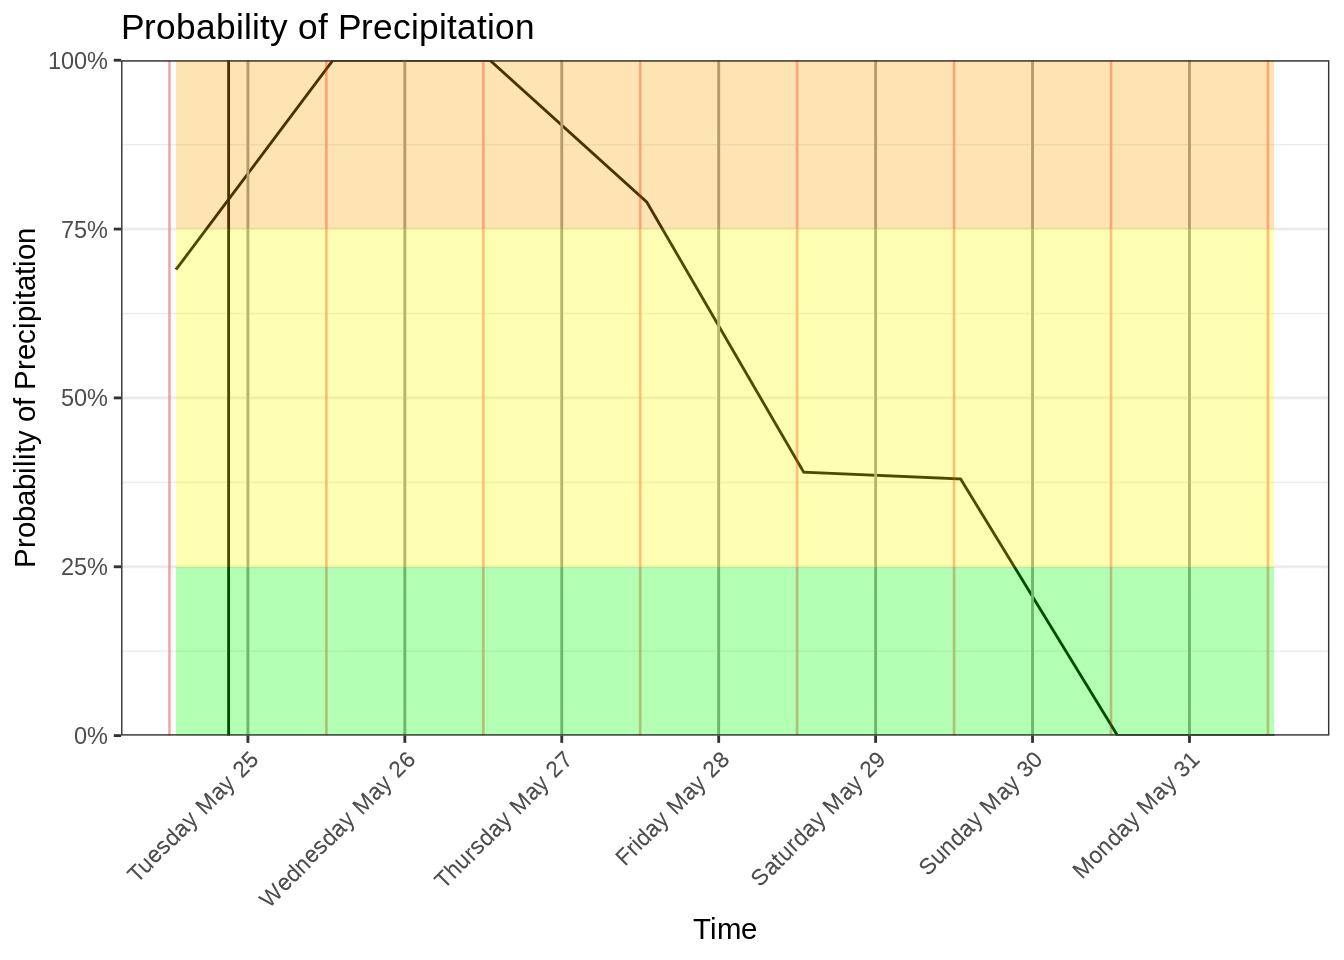 Probability of Precipitation
Probability of Precipitation
100%
75%
50%
25%
0%
Tuesday May 25
Wednesday May 26
Thursday May 27
Friday May 28
Saturday May 29
Sunday May 30
Monday May 31
Time